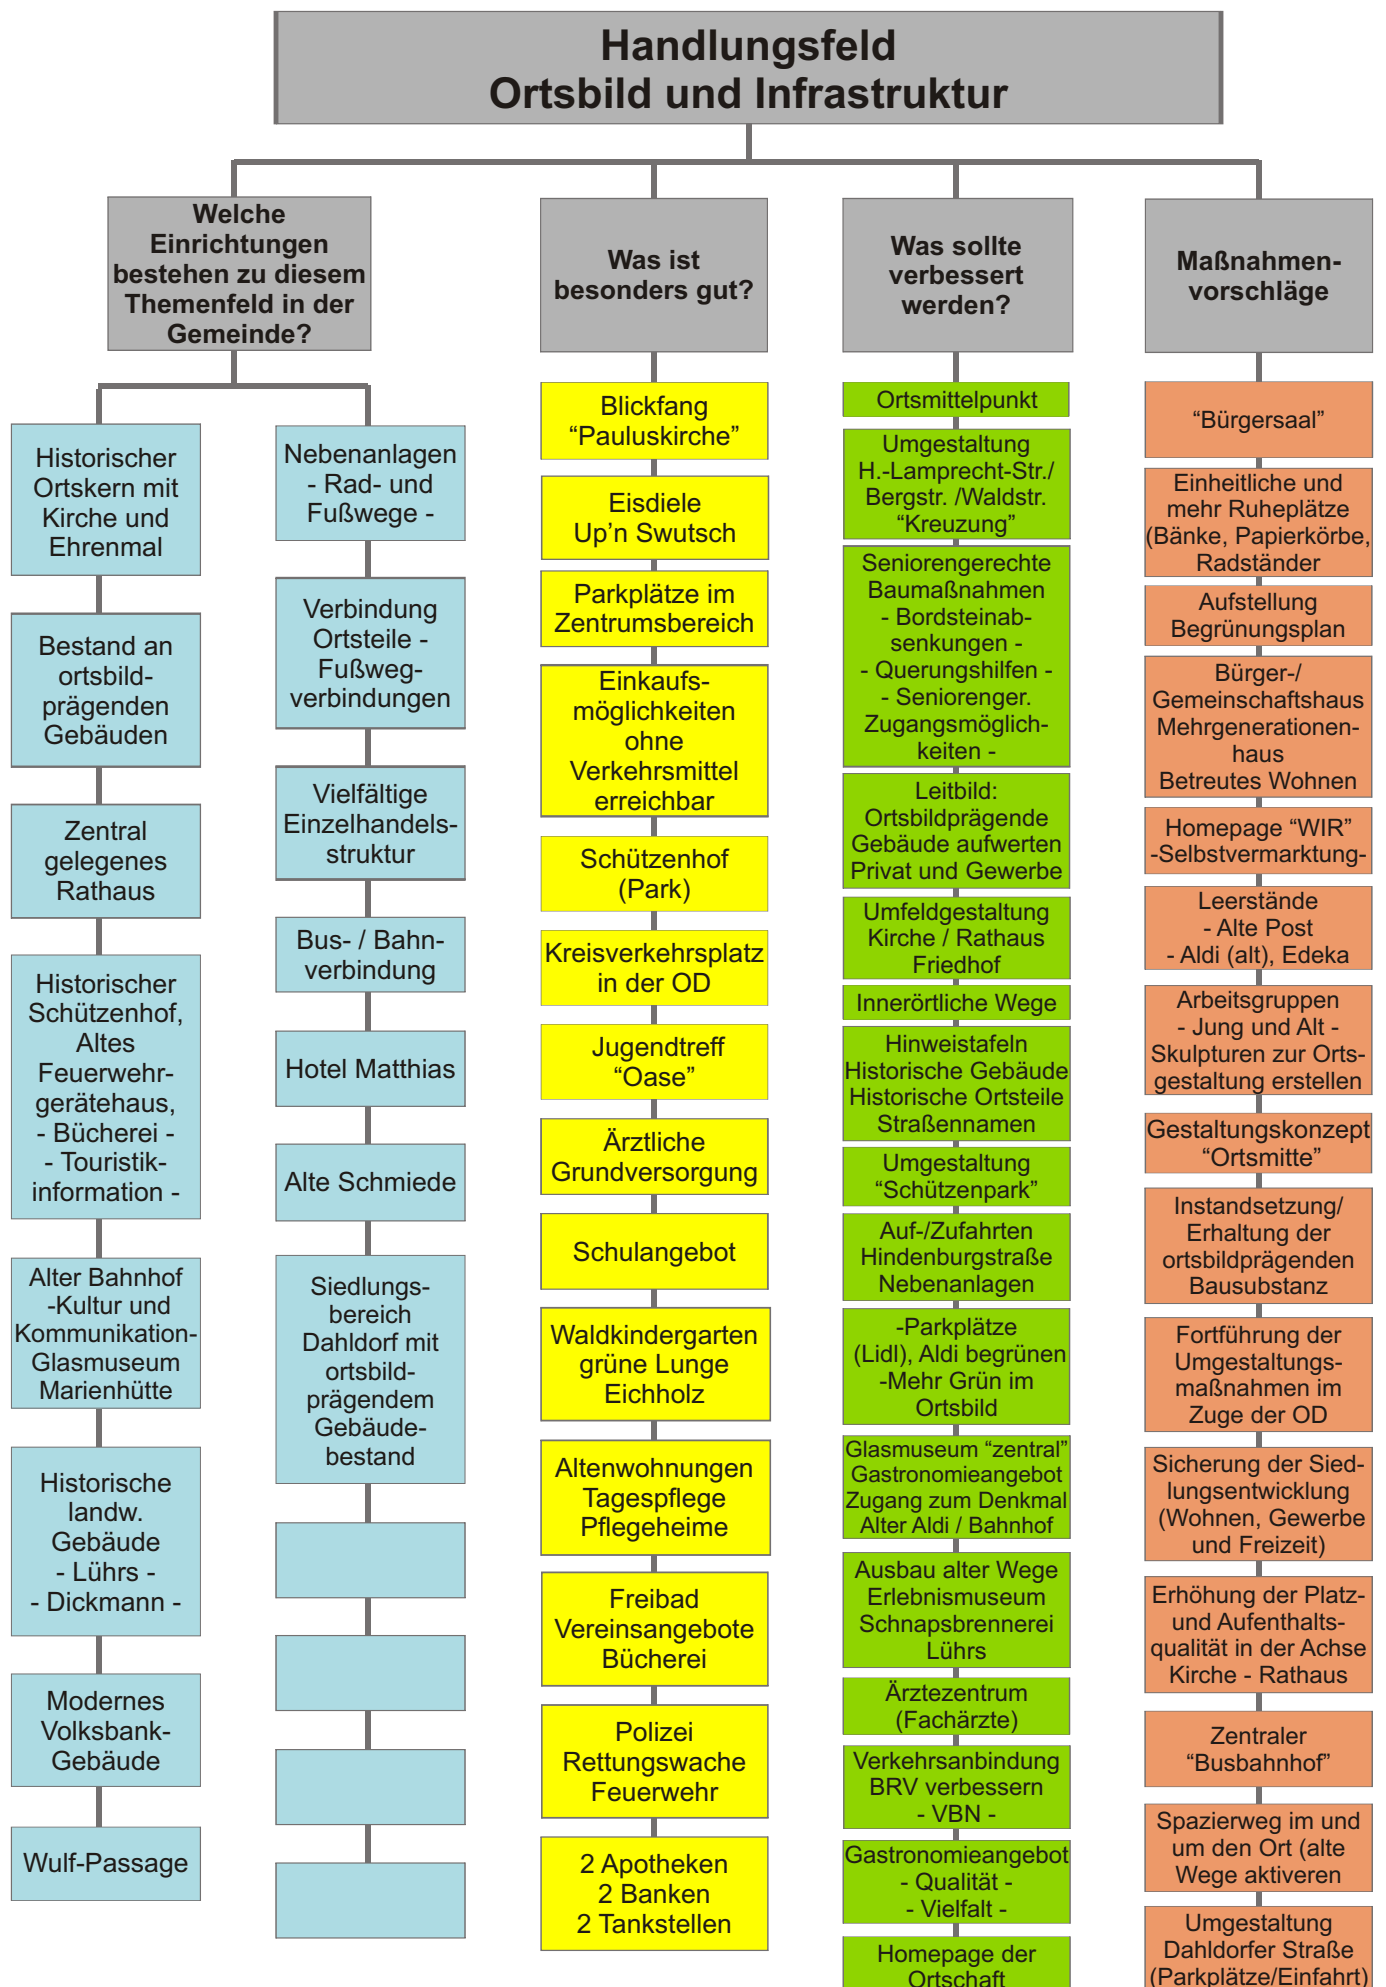 Handlungsfeld
Ortsbild und Infrastruktur
Welche
Einrichtungen
bestehen zu diesem
Themenfeld in der
Gemeinde?
Historischer
Ortskern mit
Kirche und
Ehrenmal
Bestand an
ortsbild-
prägenden
Gebäuden
Zentral
gelegenes
Rathaus
Historischer
Schützenhof,
Altes
Feuerwehr-
gerätehaus,
- Bücherei -
- Touristik-
information -
Alter Bahnhof
-Kultur und
Kommunikation-
Glasmuseum
Marienhütte
Historische
landw.
Gebäude
- Lührs -
- Dickmann -
Modernes
Volksbank-
Gebäude
Wulf-Passage
Nebenanlagen
- Rad- und
Fußwege -
Verbindung
Ortsteile -
Fußweg-
verbindungen
Vielfältige
Einzelhandels-
struktur
Bus- / Bahn-
verbindung
Hotel Matthias
Alte Schmiede
Siedlungs-
bereich
Dahldorf mit
ortsbild-
prägendem
Gebäude-
bestand
Was ist
besonders gut?
Blickfang
“Pauluskirche”
Eisdiele
Up’n Swutsch
Parkplätze im
Zentrumsbereich
Einkaufs-
möglichkeiten
ohne
Verkehrsmittel
erreichbar
Schützenhof
(Park)
Kreisverkehrsplatz
in der OD
Jugendtreff
“Oase”
Ärztliche
Grundversorgung
Schulangebot
Waldkindergarten
grüne Lunge
Eichholz
Altenwohnungen
Tagespflege
Pflegeheime
Freibad
Vereinsangebote
Bücherei
Polizei
Rettungswache
Feuerwehr
2 Apotheken
2 Banken
2 Tankstellen
Was sollte
verbessert
werden?
Ortsmittelpunkt
Umgestaltung
H.-Lamprecht-Str./
Bergstr. /Waldstr.
“Kreuzung”
Seniorengerechte
Baumaßnahmen
- Bordsteinab-
senkungen -
- Querungshilfen -
- Seniorenger.
Zugangsmöglich-
keiten -
Leitbild:
Ortsbildprägende
Gebäude aufwerten
Privat und Gewerbe
Umfeldgestaltung
Kirche / Rathaus
Friedhof
Innerörtliche Wege
Hinweistafeln
Historische Gebäude
Historische Ortsteile
Straßennamen
Umgestaltung
“Schützenpark”
Auf-/Zufahrten
Hindenburgstraße
Nebenanlagen
-Parkplätze
(Lidl), Aldi begrünen
-Mehr Grün im
Ortsbild
Glasmuseum “zentral”
Gastronomieangebot
Zugang zum Denkmal
Alter Aldi / Bahnhof
Ausbau alter Wege
Erlebnismuseum
Schnapsbrennerei
Lührs
Ärztezentrum
(Fachärzte)
Verkehrsanbindung
BRV verbessern
- VBN -
Gastronomieangebot
- Qualität -
- Vielfalt -
Homepage der
Ortschaft
Maßnahmen-
vorschläge
“Bürgersaal”
Einheitliche und
mehr Ruheplätze
(Bänke, Papierkörbe,
Radständer
Aufstellung
Begrünungsplan
Bürger-/
Gemeinschaftshaus
Mehrgenerationen-
haus
Betreutes Wohnen
Homepage “WIR”
-Selbstvermarktung-
Leerstände
- Alte Post
- Aldi (alt), Edeka
Arbeitsgruppen
- Jung und Alt -
Skulpturen zur Orts-
gestaltung erstellen
Gestaltungskonzept
“Ortsmitte”
Instandsetzung/
Erhaltung der
ortsbildprägenden
Bausubstanz
Fortführung der
Umgestaltungs-
maßnahmen im
Zuge der OD
Sicherung der Sied-
lungsentwicklung
(Wohnen, Gewerbe
und Freizeit)
Erhöhung der Platz-
und Aufenthalts-
qualität in der Achse
Kirche - Rathaus
Zentraler
“Busbahnhof”
Spazierweg im und
um den Ort (alte
Wege aktiveren
Umgestaltung
Dahldorfer Straße
(Parkplätze/Einfahrt)